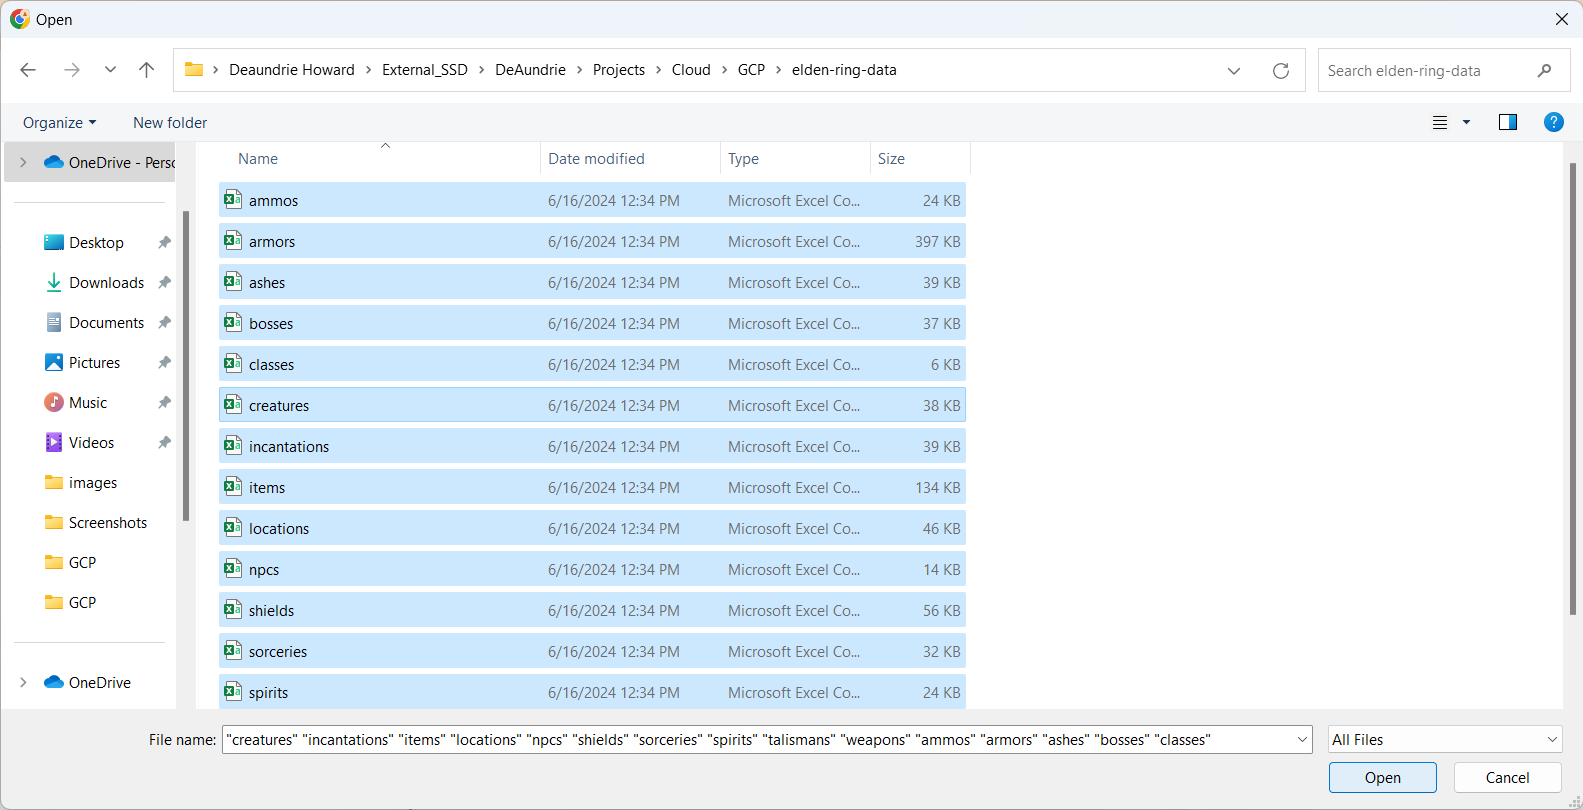 Open
Deaundrie Howard > External_SSD > DeAundrie > Projects > Cloud > GCP > elden-ring-data
Search elden-ring-data
Organize
New folder
?
OneDrive - Perso
Desktop
Downloads
Documents
Pictures
Music
Videos
images
Screenshots
GCP
GCP
OneDrive
Name Date modified Type Size
ammos 6/16/2024 12:34 PM Microsoft Excel Co... 24 KB
armors 6/16/2024 12:34 PM Microsoft Excel Co... 397 KB
ashes 6/16/2024 12:34 PM Microsoft Excel Co... 39 KB
bosses 6/16/2024 12:34 PM Microsoft Excel Co... 37 KB
classes 6/16/2024 12:34 PM Microsoft Excel Co... 6 KB
creatures 6/16/2024 12:34 PM Microsoft Excel Co... 38 KB
incantations 6/16/2024 12:34 PM Microsoft Excel Co... 39 KB
items 6/16/2024 12:34 PM Microsoft Excel Co... 134 KB
locations 6/16/2024 12:34 PM Microsoft Excel Co... 46 KB
npcs 6/16/2024 12:34 PM Microsoft Excel Co... 14 KB
shields 6/16/2024 12:34 PM Microsoft Excel Co... 56 KB
sorceries 6/16/2024 12:34 PM Microsoft Excel Co... 32 KB
spirits 6/16/2024 12:34 PM Microsoft Excel Co... 24 KB
File name: "creatures" "incantations" "items" "locations" "npcs" "shields" "sorceries" "spirits" "talismans" "weapons" "ammos" "armors" "ashes" "bosses" "classes"
All Files
Open
Cancel